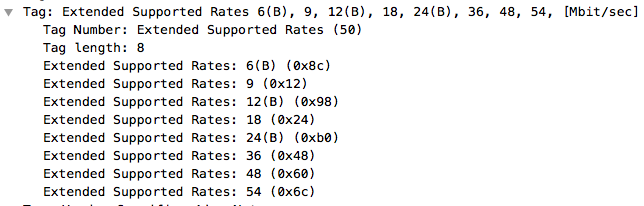 Tag: Extended Supported Rates 6(B), 9, 12(B), 18, 24(B), 36, 48, 54, [Mbit/sec]
Tag Number: Extended Supported Rates (50)
Tag length: 8
Extended Supported Rates: 6(B) (0x8c)
Extended Supported Rates: 9 (0x12)
Extended Supported Rates: 12(B) (0x98)
Extended Supported Rates: 18 (0x24)
Extended Supported Rates: 24(B) (0xb0)
Extended Supported Rates: 36 (0x48)
Extended Supported Rates: 48 (0x60)
Extended Supported Rates: 54 (0x6c)